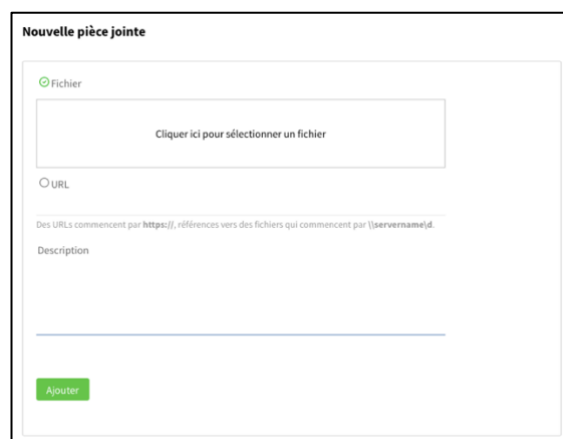 Nouvelle pièce jointe
Fichier
Cliquer ici pour sélectionner un fichier
URL
Des URLs commencent par https://, références vers des fichiers qui commencent par \\servername\d.
Description
Ajouter